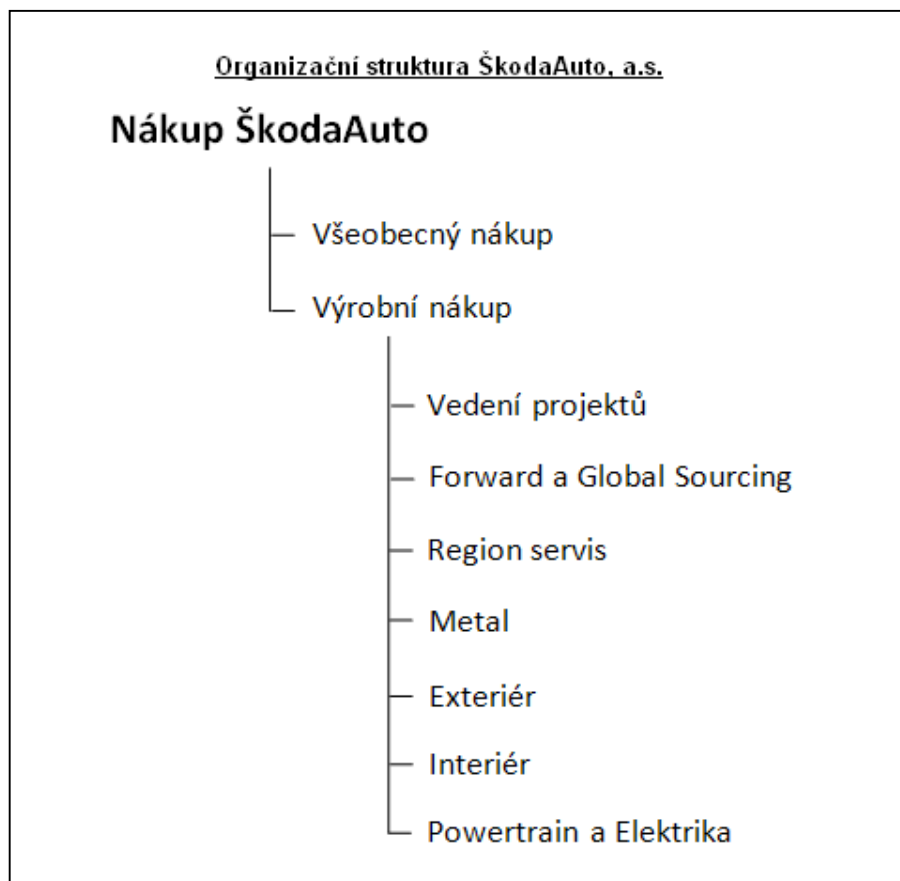 Organizační struktura ŠkodaAuto, a.s.
Nákup ŠkodaAuto
Všeobecný nákup
Výrobní nákup
Vedení projektů
Forward a Global Sourcing
Region servis
Metal
Exteriér
Interiér
Powertrain a Elektrika